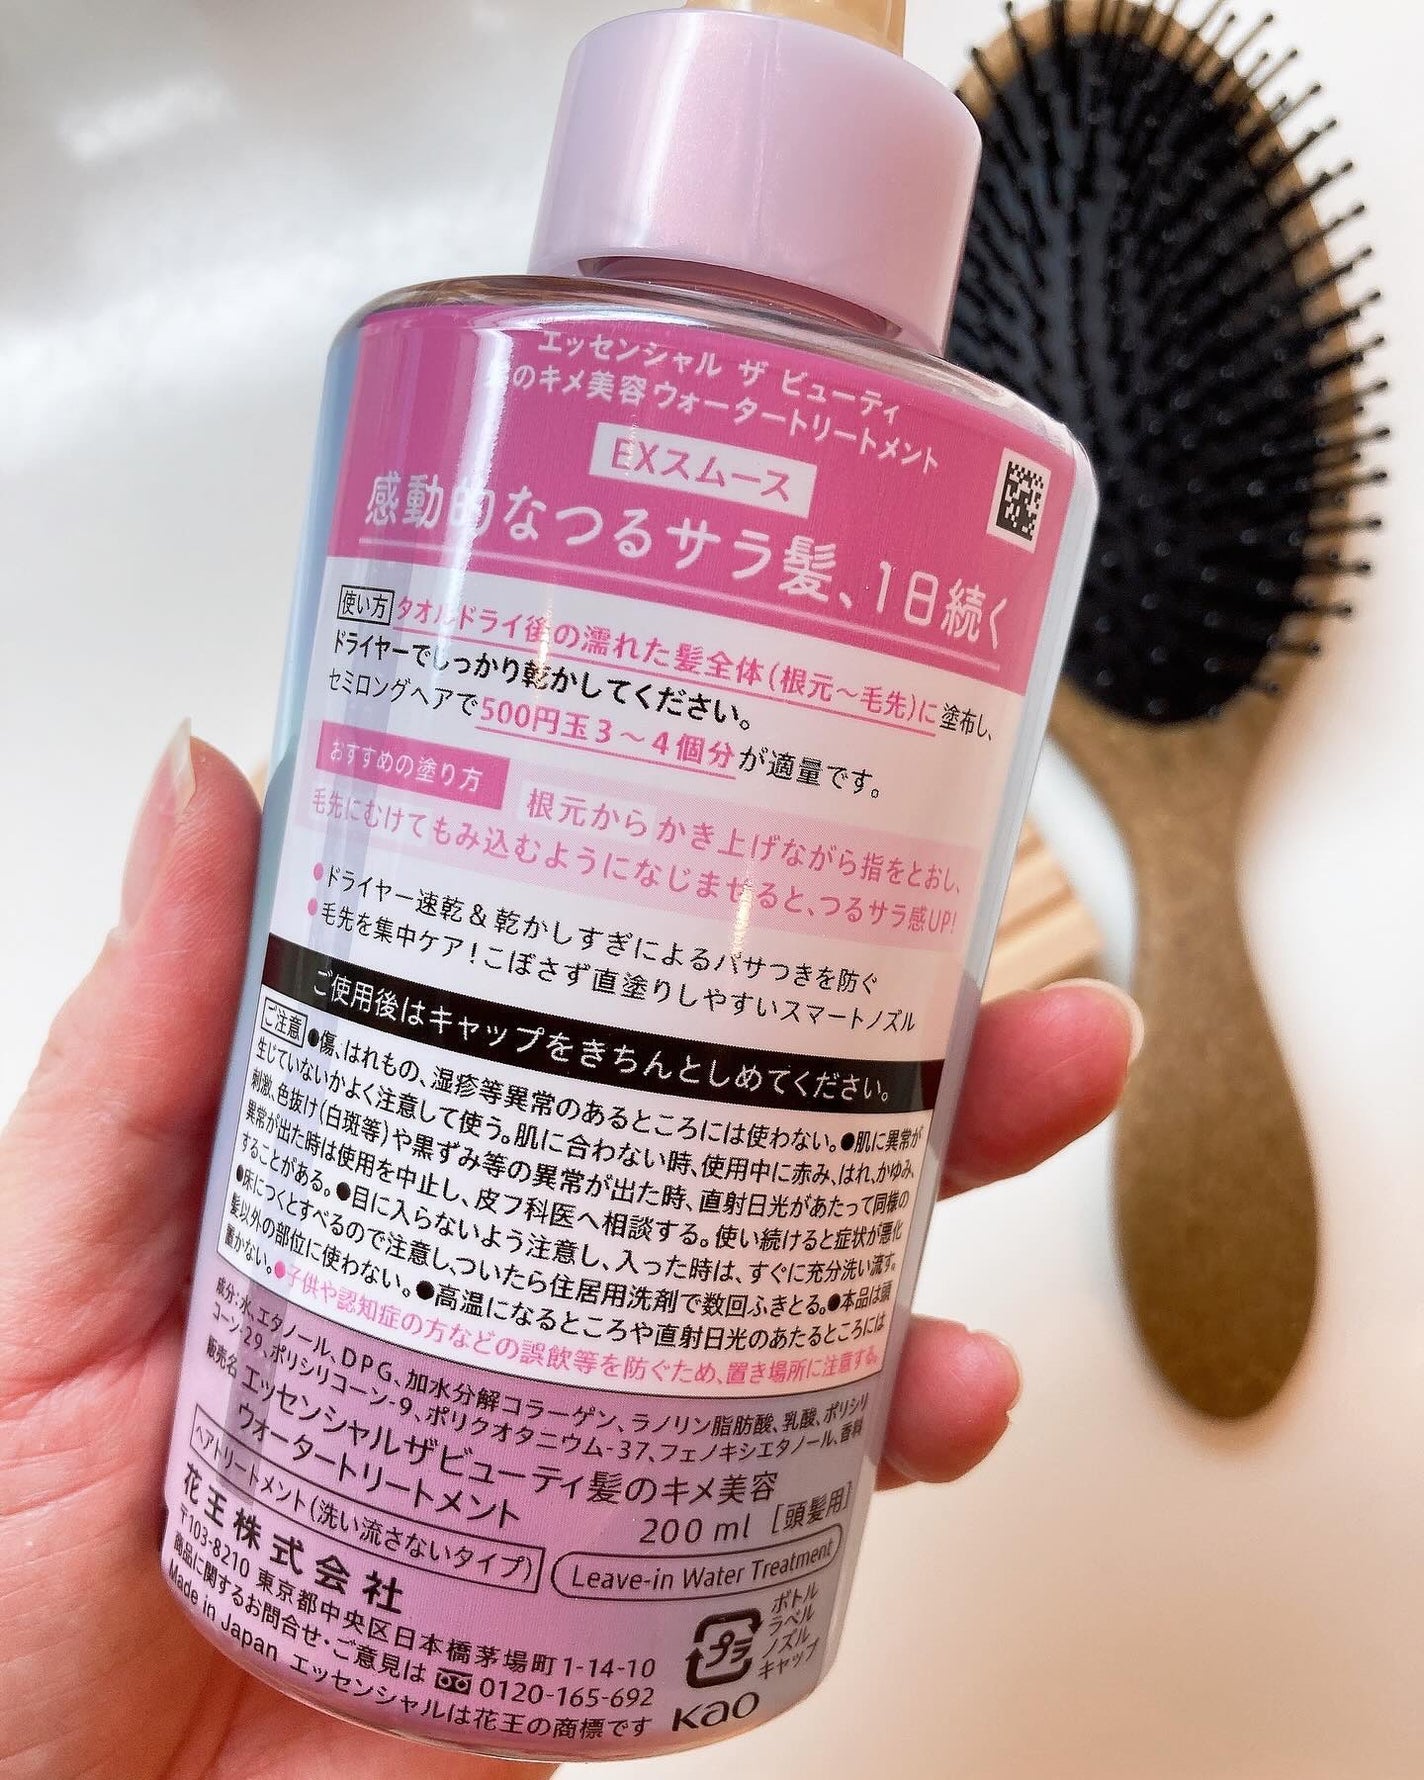 エッセンシャル ザ ビューティ
のキメ美容ウォータートリートメント
EXスムース
感動的なつるサラ髪、1日続く
使い方 タオルドライ後の濡れた髪全体(根元～毛先)に塗布し、
ドライヤーでしっかり乾かしてください。
セミロングヘアで500円玉3～4個分が適量です。
おすすめの塗り方 根元からかき上げながら指をとおし、
毛先にむけてもみ込むようになじませると、つるサラ感UP!
●ドライヤー速乾&乾かしすぎによるパサつきを防ぐ
●毛先を集中ケア!こぼさず直塗りしやすいスマートノズル
ご使用後はキャップをきちんとしめてください。
ご注意 ●傷、はれもの、湿疹等異常のあるところには使わない。●肌に異常が
生じていないかよく注意して使う。肌に合わない時、使用中に赤み、はれ、かゆみ、
刺激、色抜け(白斑等)や黒ずみ等の異常が出た時、直射日光があたって同様の
異常が出た時は使用を中止し、皮フ科医へ相談する。使い続けると症状が悪化
することがある。●目に入らないよう注意し、入った時は、すぐに充分洗い流す。
●床につくとすべるので注意し、ついたら住居用洗剤で数回ふきとる。●本品は頭
髪以外の部位に使わない。●高温になるところや直射日光のあたるところには
置かない。●子供や認知症の方などの誤飲等を防ぐため、置き場所に注意する。
成分:水、エタノール、DPG、加水分解コラーゲン、ラノリン脂肪酸、乳酸、ポリシリ
コーン-29、ポリシリコーン-9、ポリクオタニウム-37、フェノキシエタノール、香料
販売名 エッセンシャルザビューティ髪のキメ美容
ウォータートリートメント
200 ml [頭髪用]
ヘアトリートメント(洗い流さないタイプ)
Leave-in Water Treatment
花王株式会社
〒103-8210 東京都中央区日本橋茅場町1-14-10
商品に関するお問合せ・ご意見は 0120-165-692
Made in Japan エッセンシャルは花王の商標です
プラ
ボトル
ラベル
ノズル
キャップ
Kao